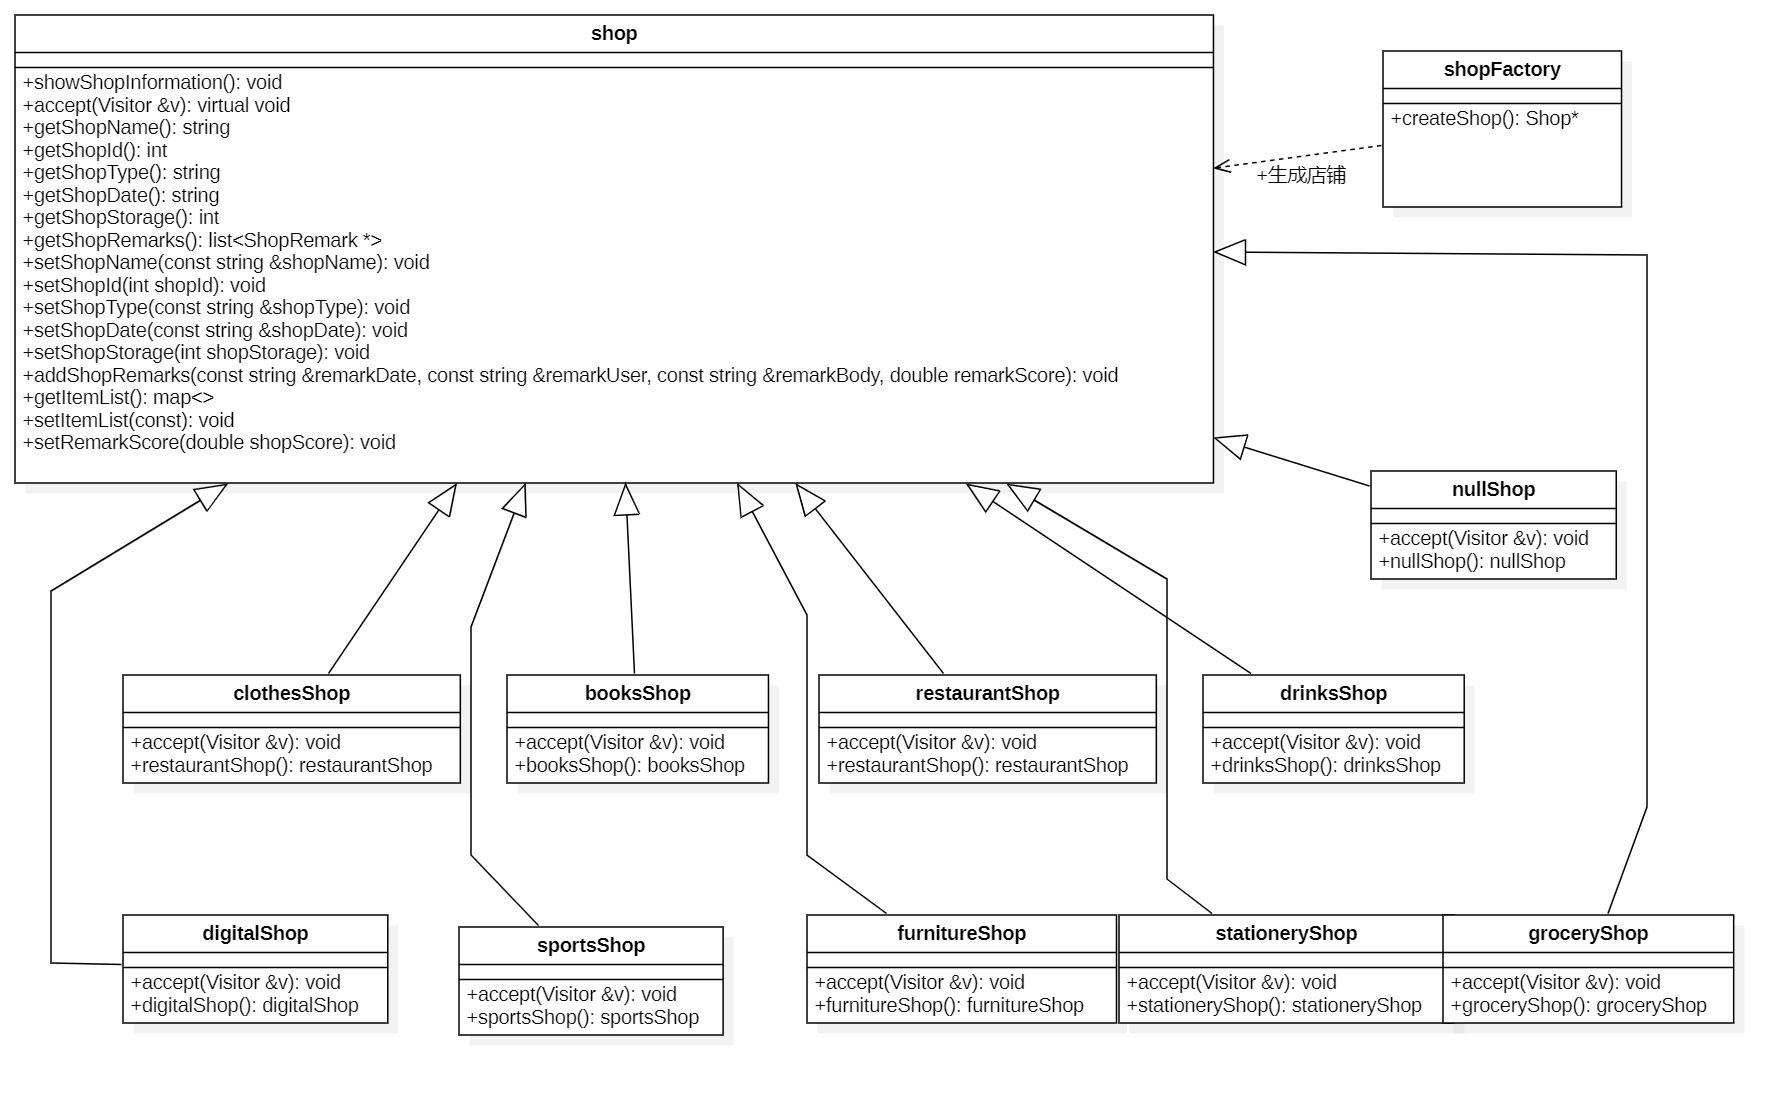 shop
+showShopInformation(): void
+accept(Visitor &v): virtual void
+getShopName(): string
+getShopId(): int
+getShopType(): string
+getShopDate(): string
+getShopStorage(): int
+getShopRemarks(): list<ShopRemark *>
+setShopName(const string &shopName): void
+setShopId(int shopId): void
+setShopType(const string &shopType): void
+setShopDate(const string &shopDate): void
+setShopStorage(int shopStorage): void
+addShopRemarks(const string &remarkDate, const string &remarkUser, const string &remarkBody, double remarkScore): void
+getItemList(): map<>
+setItemList(const): void
+setRemarkScore(double shopScore): void
shopFactory
+createShop(): Shop*
+生成店铺
nullShop
+accept(Visitor &v): void
+nullShop(): nullShop
clothesShop
+accept(Visitor &v): void
+restaurantShop(): restaurantShop
booksShop
+accept(Visitor &v): void
+booksShop(): booksShop
restaurantShop
+accept(Visitor &v): void
+restaurantShop(): restaurantShop
drinksShop
+accept(Visitor &v): void
+drinksShop(): drinksShop
digitalShop
+accept(Visitor &v): void
+digitalShop(): digitalShop
sportsShop
+accept(Visitor &v): void
+sportsShop(): sportsShop
furnitureShop
+accept(Visitor &v): void
+furnitureShop(): furnitureShop
stationeryShop
+accept(Visitor &v): void
+stationeryShop(): stationeryShop
groceryShop
+accept(Visitor &v): void
+groceryShop(): groceryShop